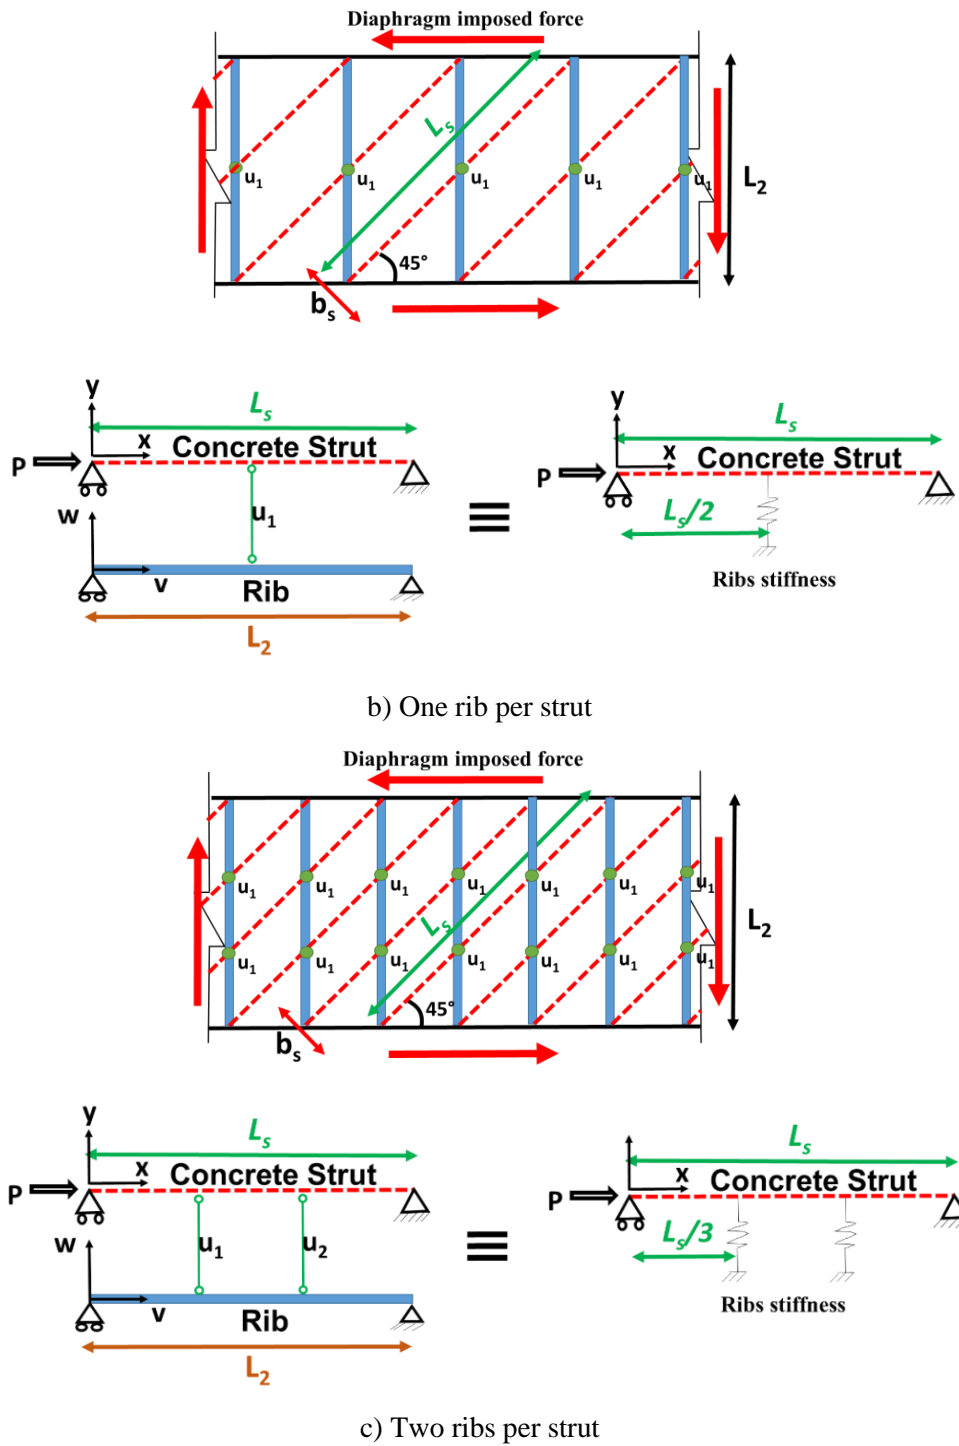 Diaphragm imposed force
Lₛ
u₁ u₁ u₁ u₁ u₁
L₂
45°
bₛ
y
Lₛ
x Concrete Strut
P
w
u₁
v Rib
L₂
≡
y
Lₛ
x Concrete Strut
P
Lₛ/2
Ribs stiffness
b) One rib per strut
Diaphragm imposed force
u₁ u₁ u₁ u₁ u₁ u₁ u₁
Lₛ
L₂
u₁ u₁ u₁ u₁ u₁ u₁ u₁
45°
bₛ
y
Lₛ
x Concrete Strut
P
w
u₁ u₂
v Rib
L₂
≡
Lₛ
x Concrete Strut
P
Lₛ/3
Ribs stiffness
c) Two ribs per strut